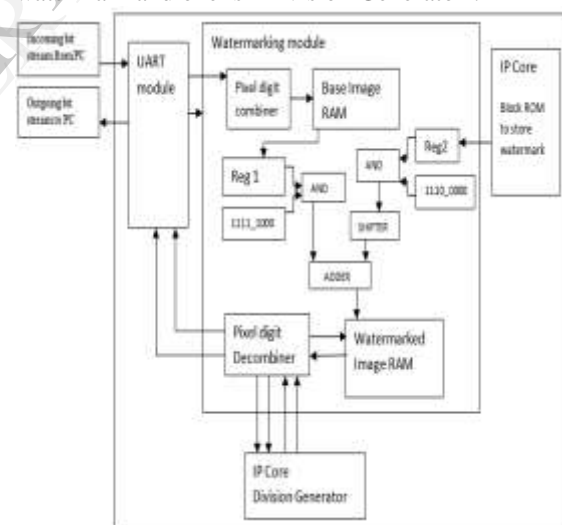 Incoming bit
stream from PC
Outgoing bit
stream to PC
UART
module
Watermarking module
Pixel digit
combiner
Base Image
RAM
IP Core
Block ROM
to store
watermark
Reg 1
AND
1111_1000
AND
Reg2
1110_0000
SHIFTER
ADDER
Pixel digit
Decombiner
Watermarked
Image RAM
IP Core
Division Generator